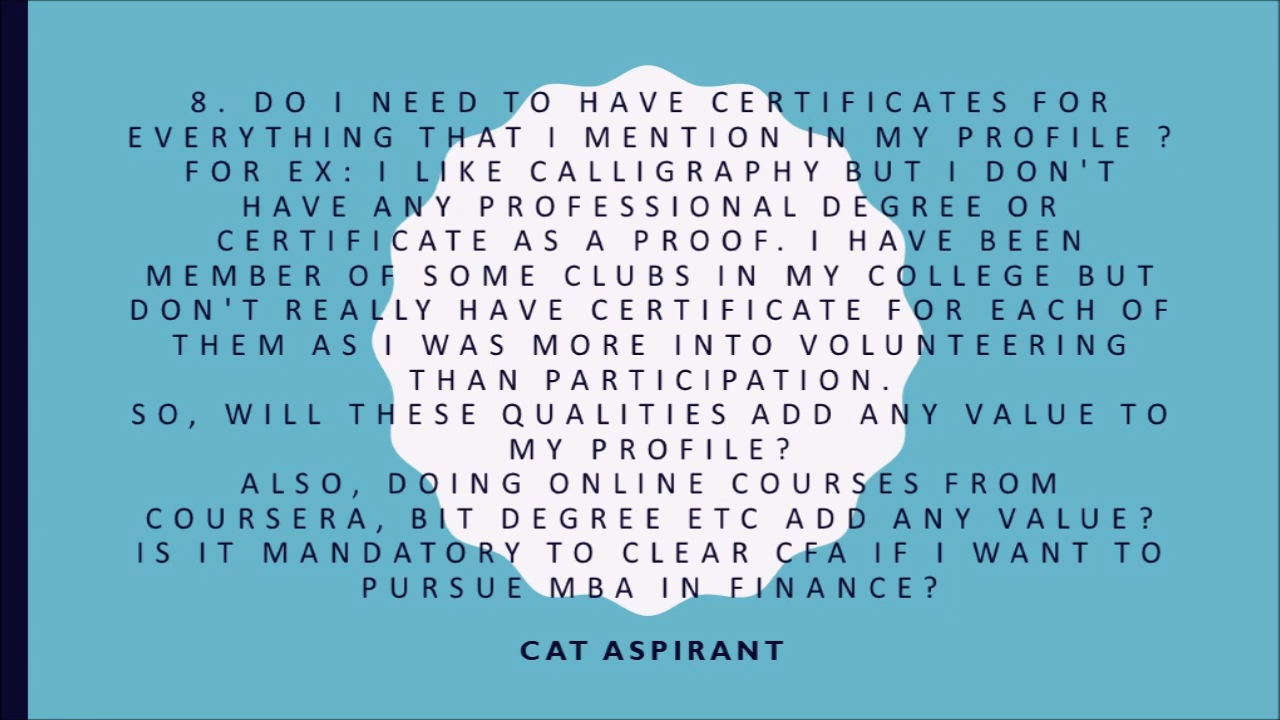 8. DO I NEED TO HAVE CERTIFICATES FOR
EVERYTHING THAT I MENTION IN MY PROFILE ?
FOR EX: I LIKE CALLIGRAPHY BUT I DON'T
HAVE ANY PROFESSIONAL DEGREE OR
CERTIFICATE AS A PROOF. I HAVE BEEN
MEMBER OF SOME CLUBS IN MY COLLEGE BUT
DON'T REALLY HAVE CERTIFICATE FOR EACH OF
THEM AS I WAS MORE INTO VOLUNTEERING
THAN PARTICIPATION.
SO, WILL THESE QUALITIES ADD ANY VALUE TO
MY PROFILE?
ALSO, DOING ONLINE COURSES FROM
COURSERA, BIT DEGREE ETC ADD ANY VALUE?
IS IT MANDATORY TO CLEAR CFA IF I WANT TO
PURSUE MBA IN FINANCE?
CAT ASPIRANT